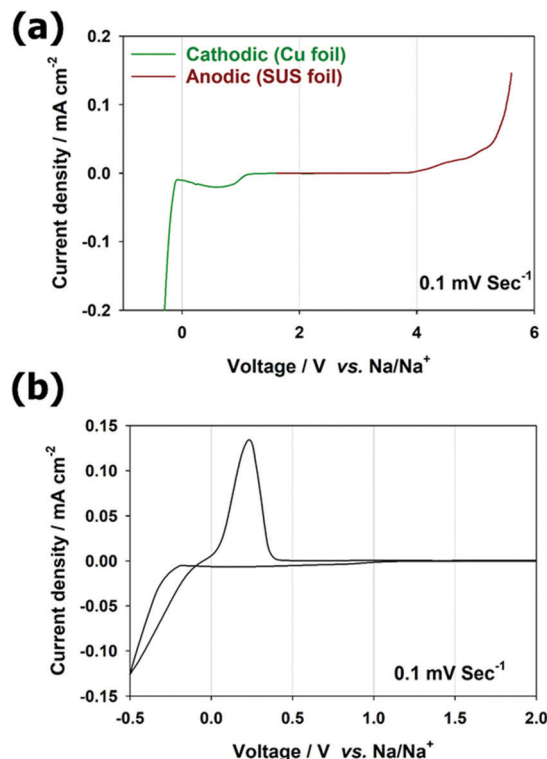 (a)
Current density / mA cm⁻²
0.2
0.1
0.0
-0.1
-0.2
Cathodic (Cu foil)
Anodic (SUS foil)
0.1 mV Sec⁻¹
0 2 4 6
Voltage / V vs. Na/Na⁺
(b)
Current density / mA cm⁻²
0.15
0.10
0.05
0.00
-0.05
-0.10
-0.15
0.1 mV Sec⁻¹
-0.5 0.0 0.5 1.0 1.5 2.0
Voltage / V vs. Na/Na⁺